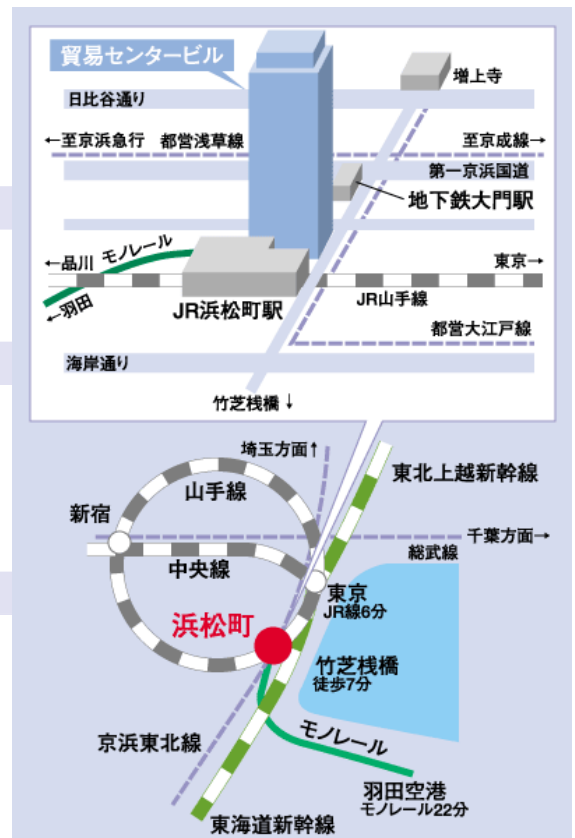 貿易センタービル
増上寺
日比谷通り
←至京浜急行 都営浅草線 至京成線→
第一京浜国道
地下鉄大門駅
←品川 モノレール 東京→
←羽田
JR浜松町駅 JR山手線
都営大江戸線
海岸通り
竹芝桟橋↓
埼玉方面↑
東北上越新幹線
山手線
新宿
千葉方面→
総武線
中央線
東京
JR線6分
浜松町
竹芝桟橋
徒歩7分
京浜東北線
モノレール
羽田空港
モノレール22分
東海道新幹線